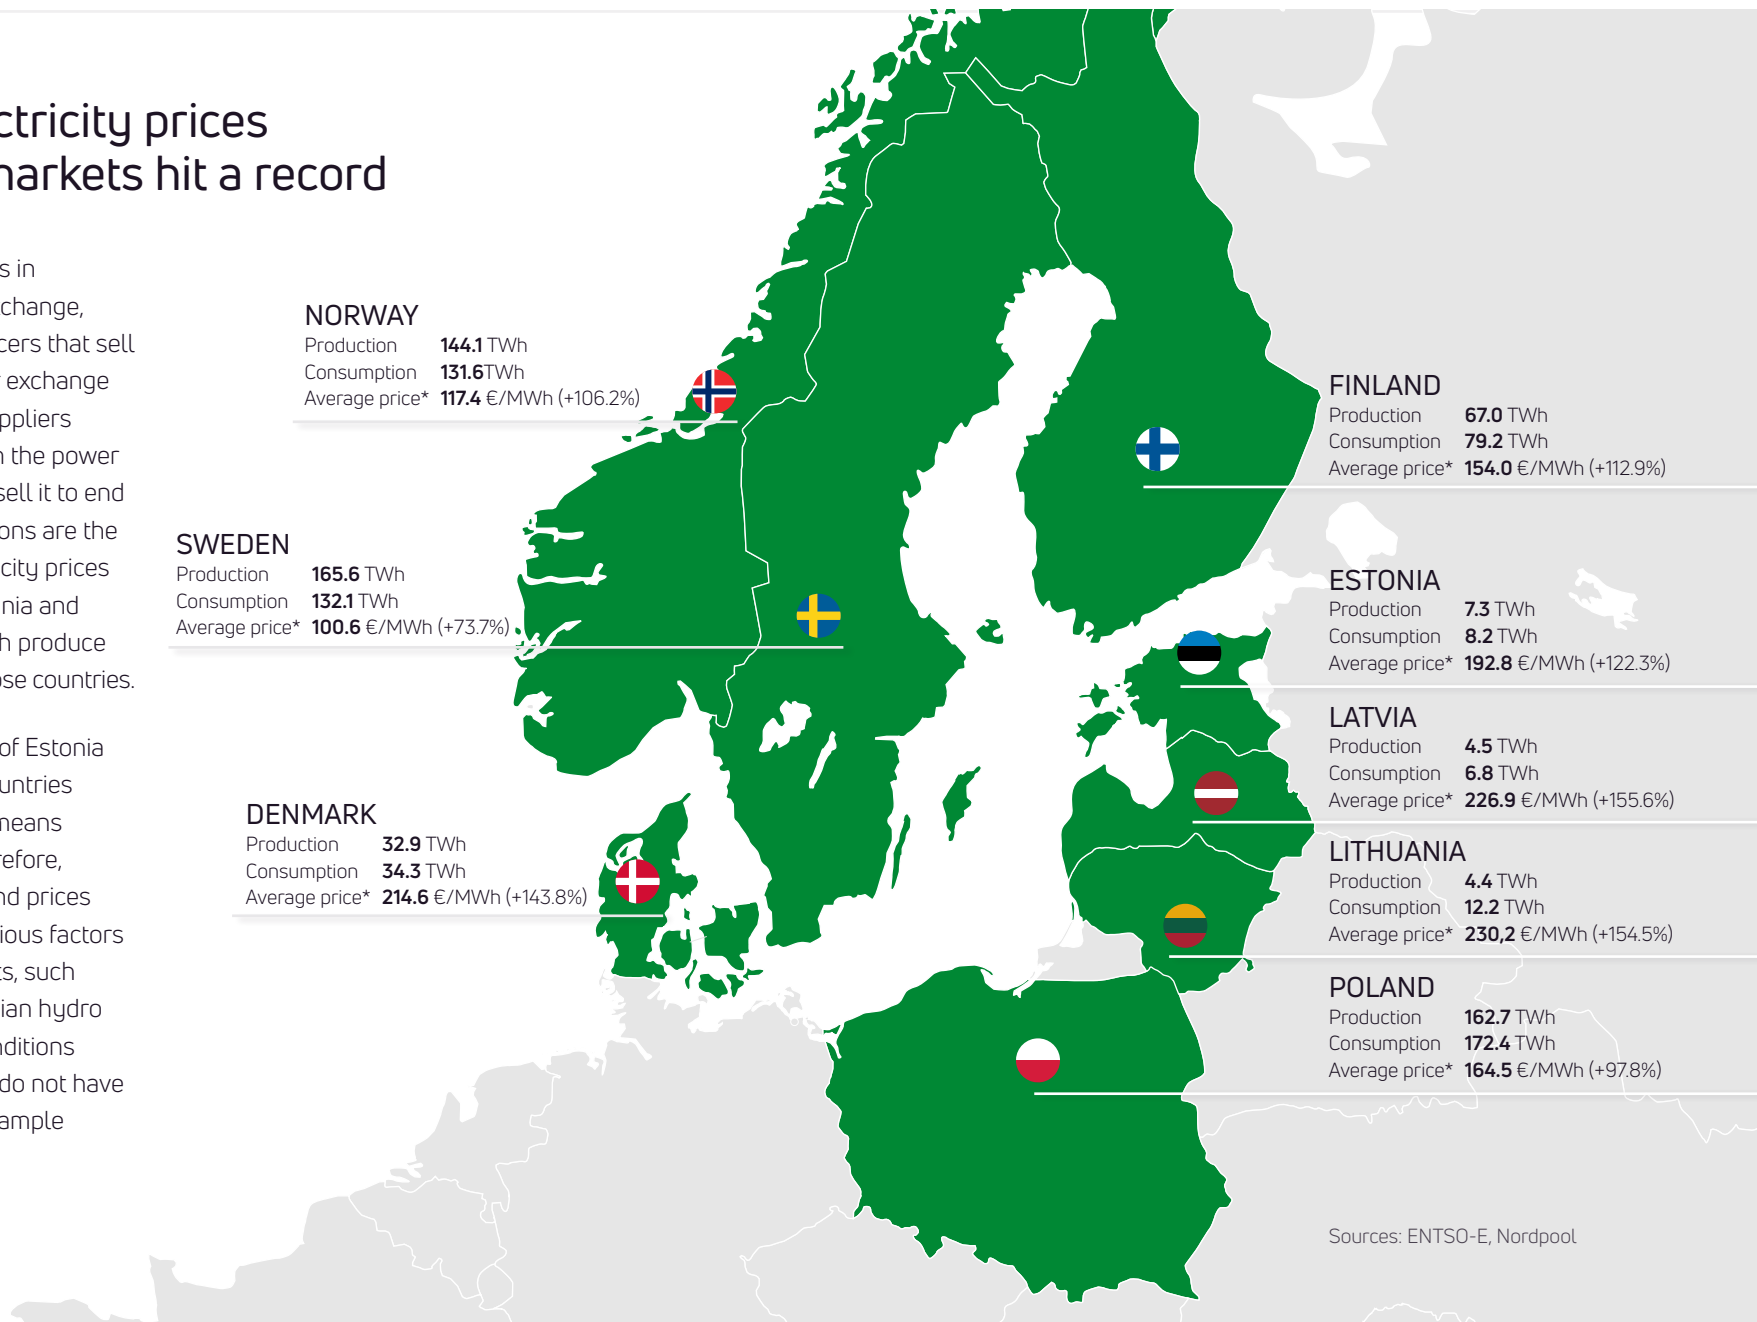 ctricity prices
narkets hit a record
s in
change,
cers that sell
exchange
ppliers
n the power
sell it to end
ons are the
city prices
nia and
h produce
ose countries.
of Estonia
untries
means
refore,
nd prices
ious factors
ts, such
ian hydro
nditions
do not have
ample
NORWAY
Production 144.1 TWh
Consumption 131.6TWh
Average price* 117.4 €/MWh (+106.2%)
SWEDEN
Production 165.6 TWh
Consumption 132.1 TWh
Average price* 100.6 €/MWh (+73.7%)
DENMARK
Production 32.9 TWh
Consumption 34.3 TWh
Average price* 214.6 €/MWh (+143.8%)
FINLAND
Production 67.0 TWh
Consumption 79.2 TWh
Average price* 154.0 €/MWh (+112.9%)
ESTONIA
Production 7.3 TWh
Consumption 8.2 TWh
Average price* 192.8 €/MWh (+122.3%)
LATVIA
Production 4.5 TWh
Consumption 6.8 TWh
Average price* 226.9 €/MWh (+155.6%)
LITHUANIA
Production 4.4 TWh
Consumption 12.2 TWh
Average price* 230,2 €/MWh (+154.5%)
POLAND
Production 162.7 TWh
Consumption 172.4 TWh
Average price* 164.5 €/MWh (+97.8%)
Sources: ENTSO-E, Nordpool